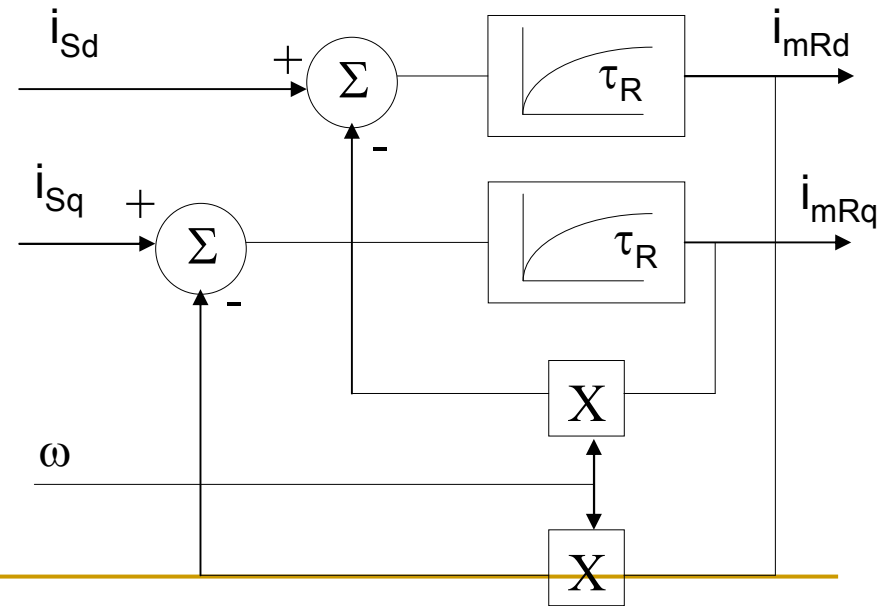 i_Sd
+
Σ
-
τ_R
i_mRd
i_Sq
+
Σ
-
τ_R
i_mRq
X
ω
X